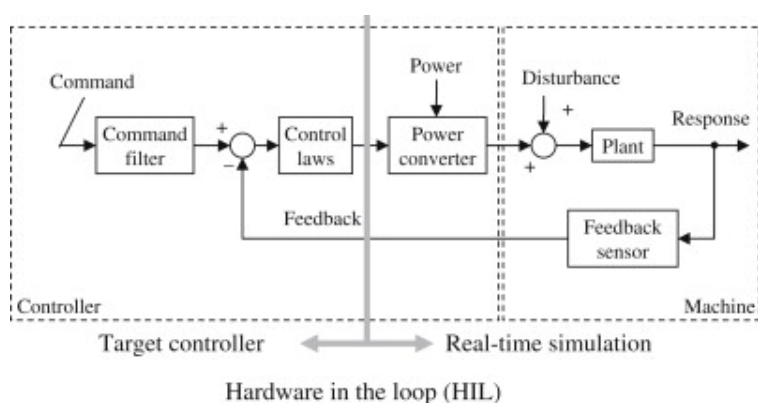 Command
Command
filter
+
−
Control
laws
Power
Power
converter
Disturbance
+
+
Plant
Response
Feedback
Feedback
sensor
Controller
Machine
Target controller
Real-time simulation
Hardware in the loop (HIL)